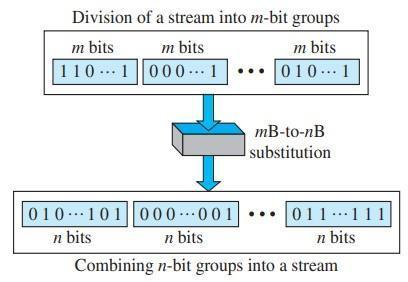 Division of a stream into m-bit groups
m bits m bits m bits
1 1 0 ··· 1 0 0 0 ··· 1 ••• 0 1 0 ··· 1
mB-to-nB
substitution
0 1 0 ··· 1 0 1 0 0 0 ··· 0 0 1 ••• 0 1 1 ··· 1 1 1
n bits n bits n bits
Combining n-bit groups into a stream